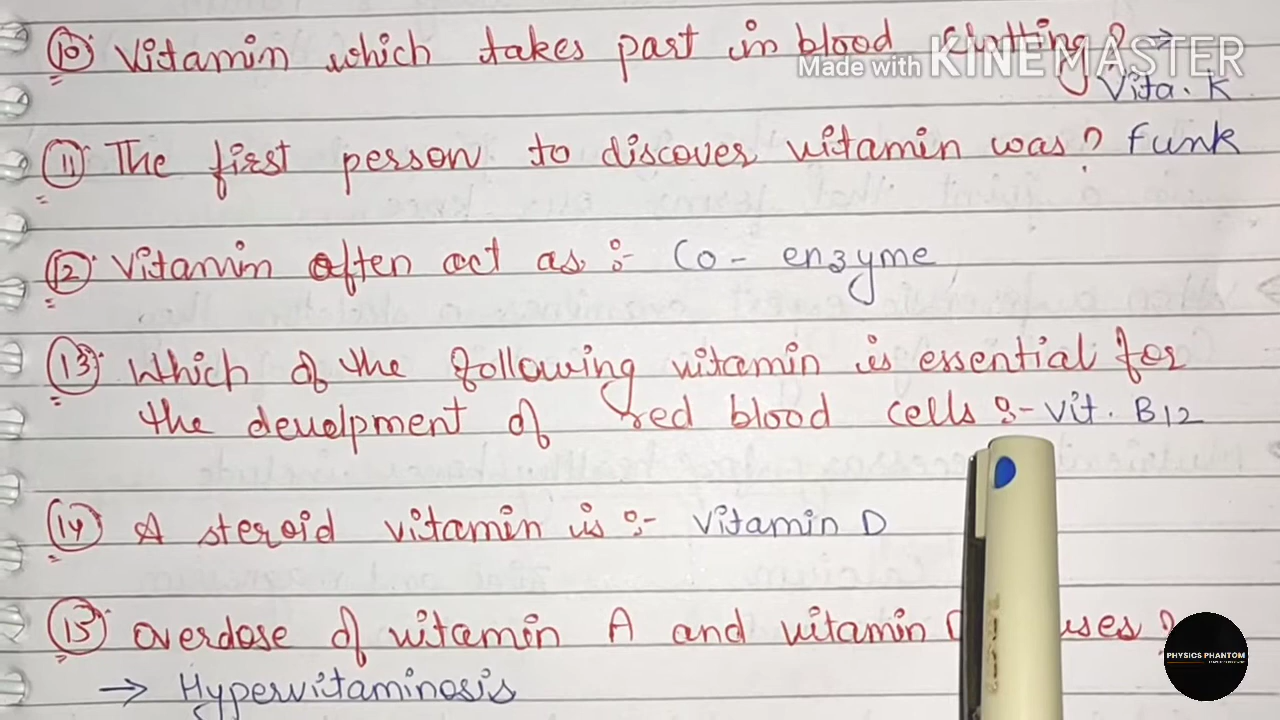 10 Vitamin which takes part in blood clotting? →
Made with KINEMASTER
Vita. K
11 The first person to discover vitamin was? Funk
12 Vitamin often act as :- Co-enzyme
13 Which of the following vitamin is essential for
the develpment of red blood cells :- vit. B12
14 A steroid vitamin is :- Vitamin D
15 Overdose of vitamin A and vitamin
→ Hypervitaminosis
PHYSICS PHANTOM